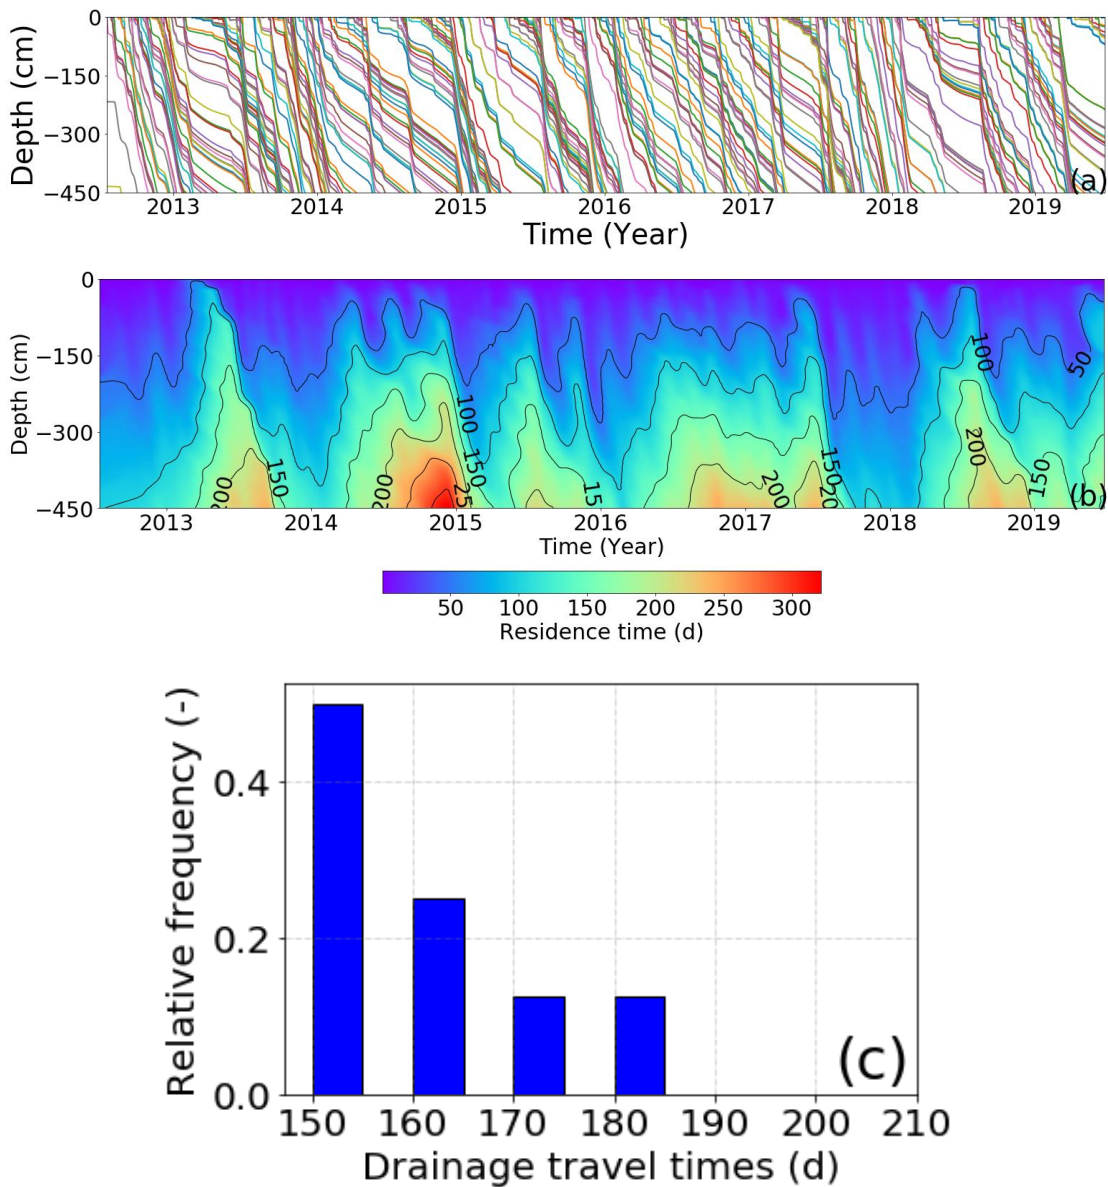 0
−150
−300
−450
Depth (cm)
(a)
2013 2014 2015 2016 2017 2018 2019
Time (Year)
0
−150
−300
−450
Depth (cm)
200 150 200 100 150 25 15 200 150 20 100 200 150 50
(b)
2013 2014 2015 2016 2017 2018 2019
Time (Year)
50 100 150 200 250 300
Residence time (d)
0.4
0.2
0.0
Relative frequency (-)
(c)
150 160 170 180 190 200 210
Drainage travel times (d)